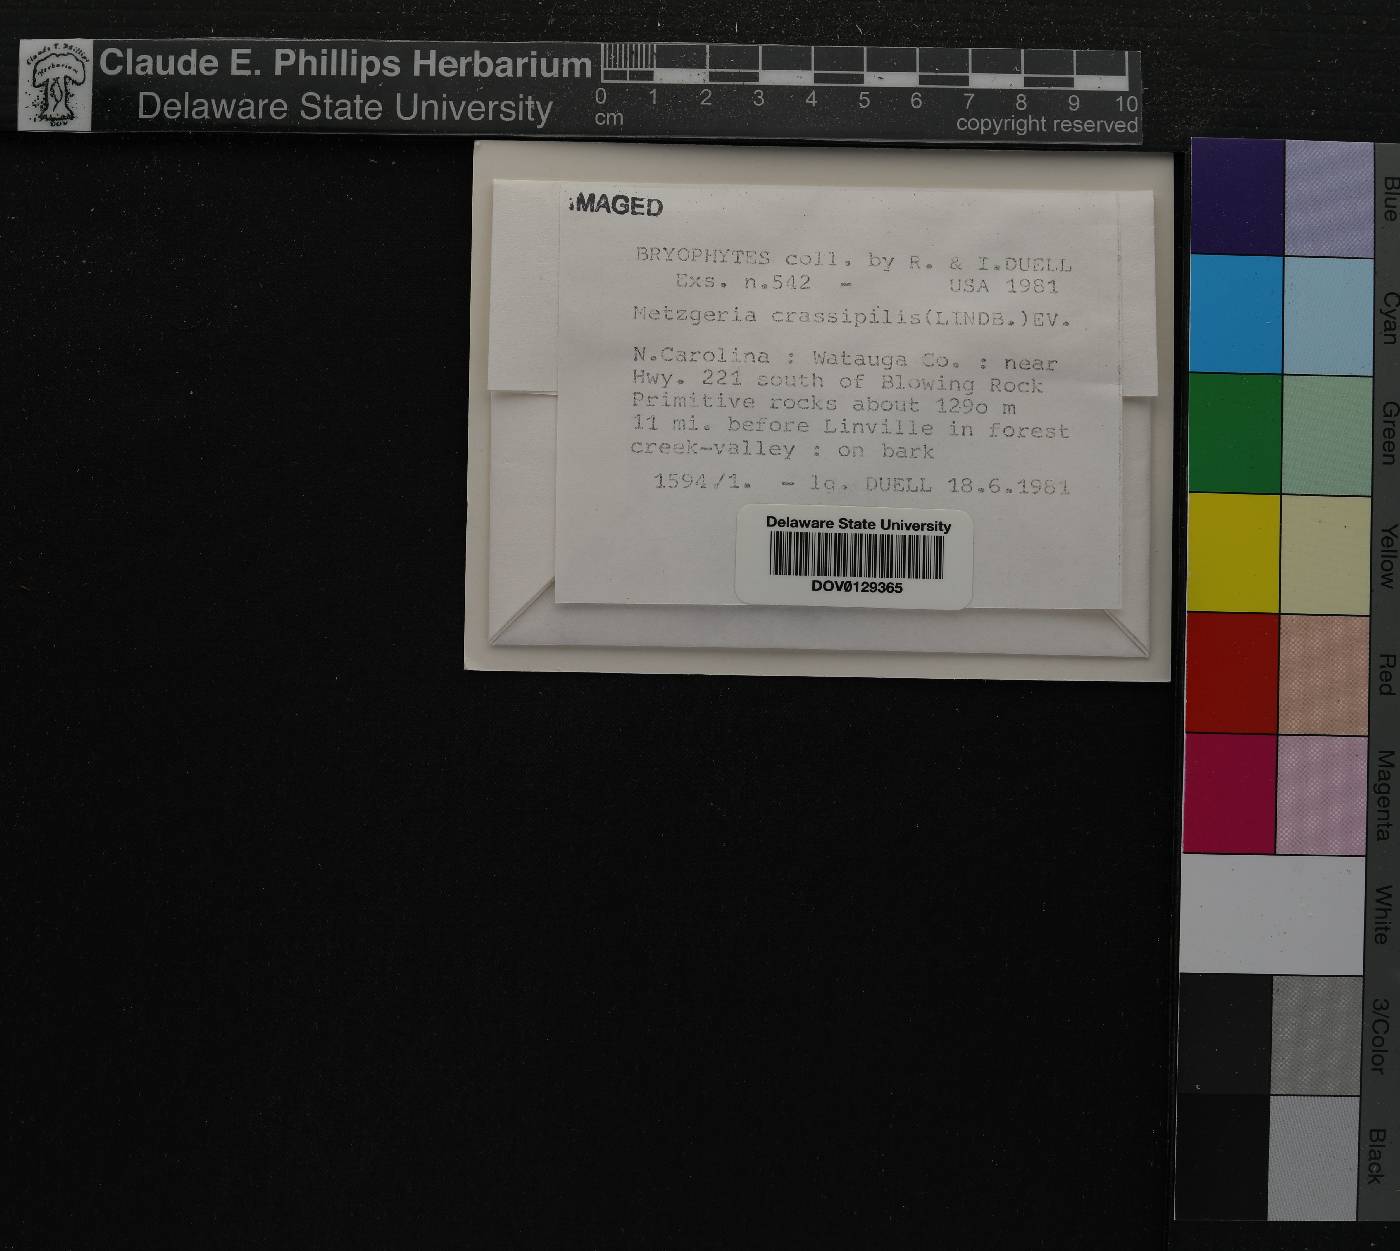 Claude E. Phillips Herbarium
Delaware State University
0 1 2 3 4 5 6 7 8 9 10
cm
copyright reserved
IMAGED
BRYOPHYTES coll. by R. & I.DUELL
Exs. n.542 - USA 1981
Metzgeria crassipilis(LINDB.)EV.
N.Carolina : Watauga Co. : near
Hwy. 221 south of Blowing Rock
Primitive rocks about 129o m
11 mi. before Linville in forest
creek-valley : on bark
1594/1. - lg. DUELL 18.6.1981
Delaware State University
DOV0129365
Blue
Cyan
Green
Yellow
Red
Magenta
White
3/Color
Black